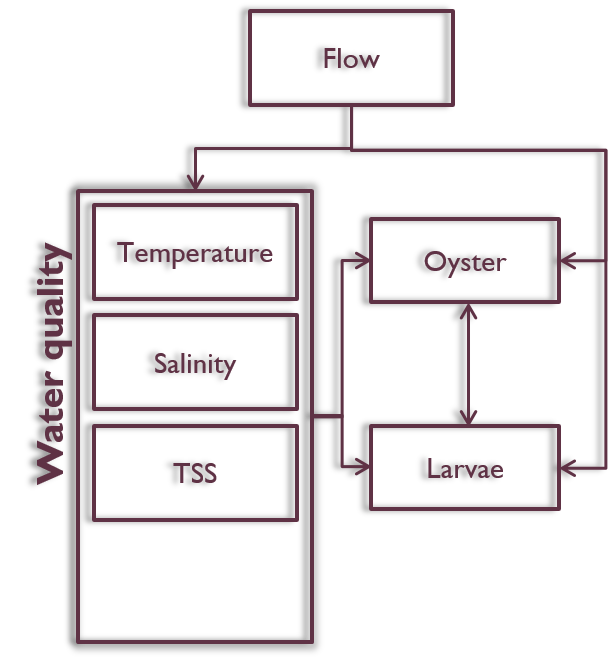 Flow
Water quality
Temperature
Salinity
TSS
Oyster
Larvae